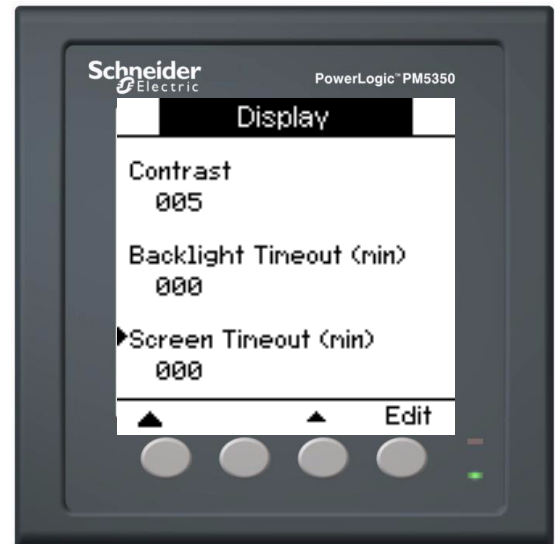 Schneider
Electric
PowerLogic™ PM5350
Display
Contrast
005
Backlight Timeout (min)
000
Screen Timeout (min)
000
Edit